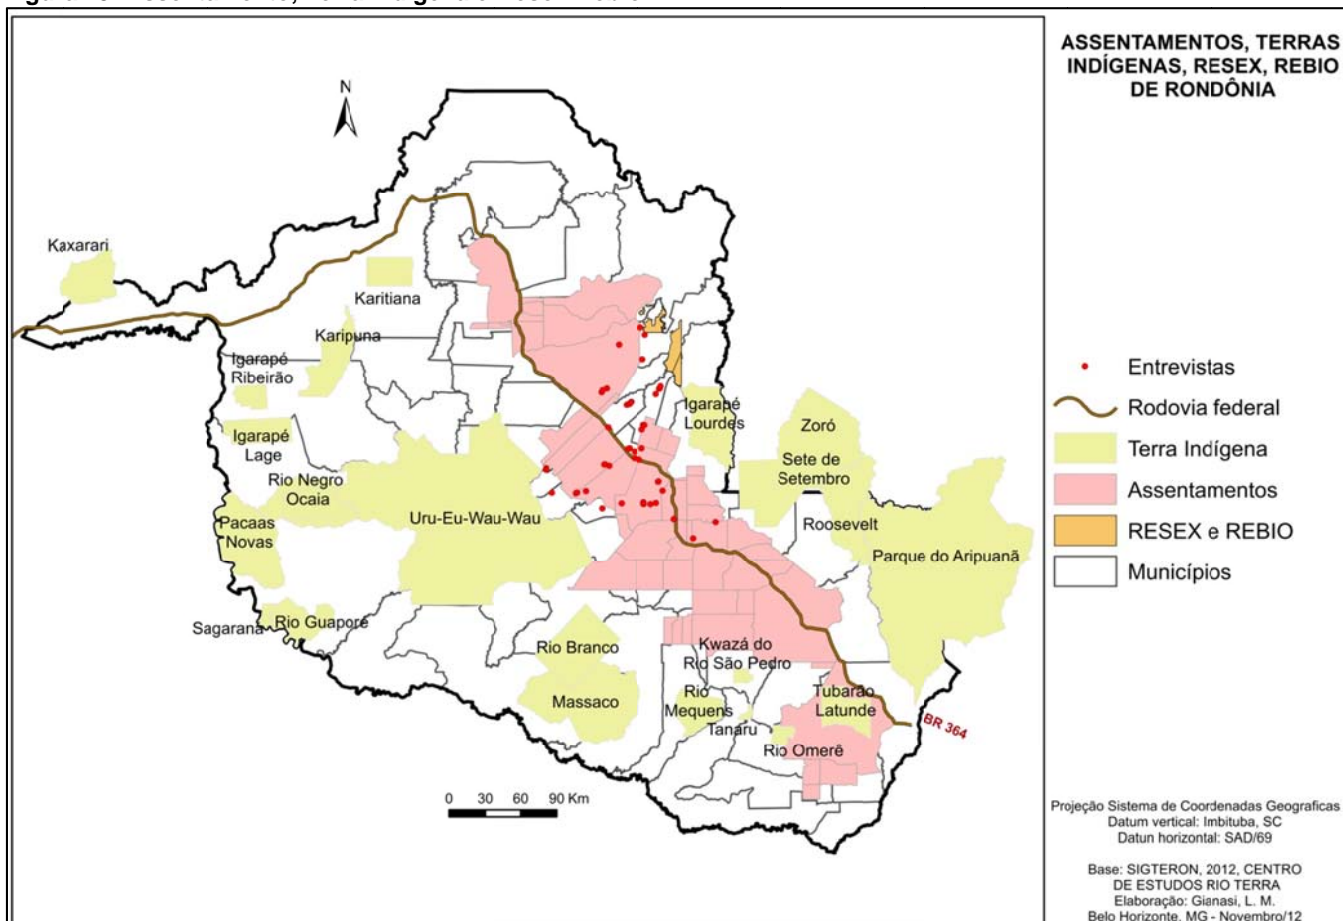 ASSENTAMENTOS, TERRAS
INDÍGENAS, RESEX, REBIO
DE RONDÔNIA
N
Kaxarari
Karitiana
Karipuna
Igarapé
Ribeirão
Igarapé
Lage
Rio Negro
Ocaia
Pacaas
Novas
Uru-Eu-Wau-Wau
Sagarana
Rio Guaporé
Igarapé
Lourdes
Zoró
Sete de
Setembro
Roosevelt
Parque do Aripuanã
Rio Branco
Massaco
Kwazá do
Rio São Pedro
Rio
Mequens
Tanaru
Tubarão
Latunde
Rio Omerê
BR 364
0 30 60 90 Km
Entrevistas
Rodovia federal
Terra Indígena
Assentamentos
RESEX e REBIO
Municípios
Projeção Sistema de Coordenadas Geograficas
Datum vertical: Imbituba, SC
Datun horizontal: SAD/69
Base: SIGTERON, 2012, CENTRO
DE ESTUDOS RIO TERRA
Elaboração: Gianasi, L. M.
Belo Horizonte, MG - Novembro/12